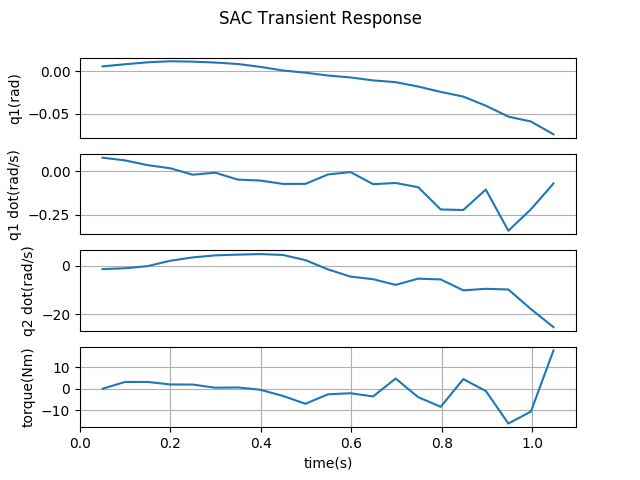 SAC Transient Response
q1(rad)
0.00
−0.05
q1 dot(rad/s)
0.00
−0.25
q2 dot(rad/s)
0
−20
torque(Nm)
10
0
−10
0.0 0.2 0.4 0.6 0.8 1.0
time(s)